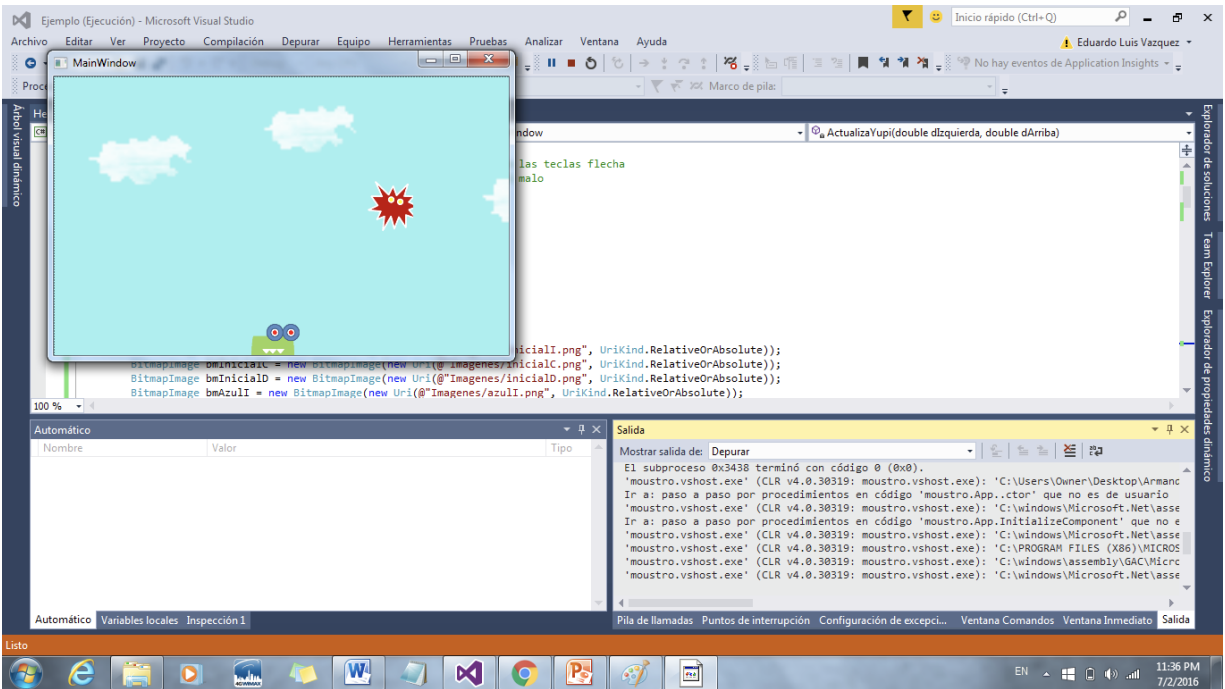 Ejemplo (Ejecución) - Microsoft Visual Studio
Inicio rápido (Ctrl+Q)
Archivo Editar Ver Proyecto Compilación Depurar Equipo Herramientas Pruebas Analizar Ventana Ayuda
Eduardo Luis Vazquez
MainWindow
No hay eventos de Application Insights
Proce
Marco de pila:
Árbol visual dinámico
He
C#
ndow
ActualizaYupi(double dIzquierda, double dArriba)
las teclas flecha
malo
icialI.png", UriKind.RelativeOrAbsolute));
BitmapImage bmInicialC = new BitmapImage(new Uri(@"Imagenes/inicialC.png", UriKind.RelativeOrAbsolute));
BitmapImage bmInicialD = new BitmapImage(new Uri(@"Imagenes/inicialD.png", UriKind.RelativeOrAbsolute));
BitmapImage bmAzulI = new BitmapImage(new Uri(@"Imagenes/azulI.png", UriKind.RelativeOrAbsolute));
100 %
Explorador de soluciones
Team Explorer
Explorador de propiedades dinámico
Automático
Nombre Valor Tipo
Automático Variables locales Inspección 1
Salida
Mostrar salida de: Depurar
El subproceso 0x3438 terminó con código 0 (0x0).
'moustro.vshost.exe' (CLR v4.0.30319: moustro.vshost.exe): 'C:\Users\Owner\Desktop\Armand
Ir a: paso a paso por procedimientos en código 'moustro.App..ctor' que no es de usuario
'moustro.vshost.exe' (CLR v4.0.30319: moustro.vshost.exe): 'C:\windows\Microsoft.Net\asse
Ir a: paso a paso por procedimientos en código 'moustro.App.InitializeComponent' que no e
'moustro.vshost.exe' (CLR v4.0.30319: moustro.vshost.exe): 'C:\windows\Microsoft.Net\asse
'moustro.vshost.exe' (CLR v4.0.30319: moustro.vshost.exe): 'C:\PROGRAM FILES (X86)\MICROS
'moustro.vshost.exe' (CLR v4.0.30319: moustro.vshost.exe): 'C:\windows\assembly\GAC\Micro
'moustro.vshost.exe' (CLR v4.0.30319: moustro.vshost.exe): 'C:\windows\Microsoft.Net\asse
Pila de llamadas Puntos de interrupción Configuración de excepci... Ventana Comandos Ventana Inmediato Salida
Listo
4GWIMAX
EN
11:36 PM
7/2/2016